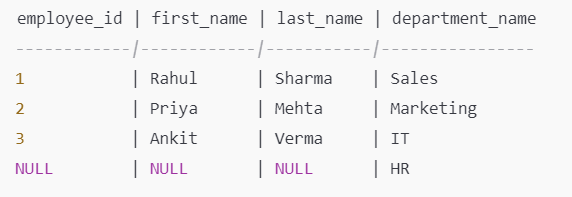 employee_id | first_name | last_name | department_name
------------/------------/-----------/----------------
1           | Rahul      | Sharma    | Sales
2           | Priya      | Mehta     | Marketing
3           | Ankit      | Verma     | IT
NULL        | NULL       | NULL      | HR